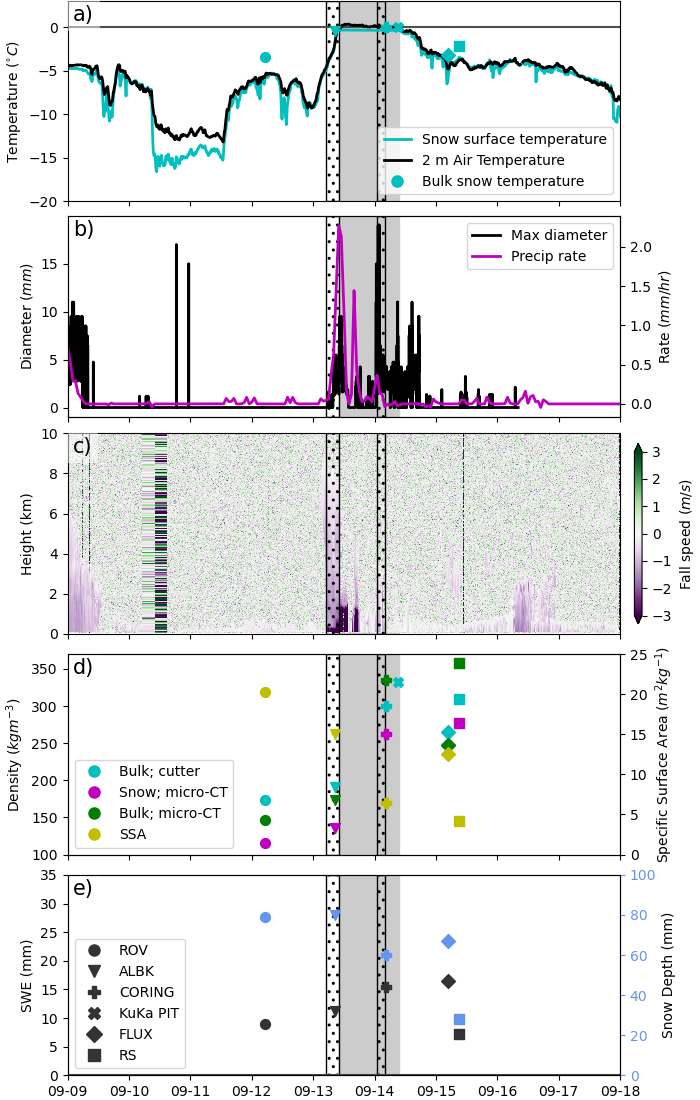 a)
Temperature (°C)
0
−5
−10
−15
−20
Snow surface temperature
2 m Air Temperature
Bulk snow temperature
b)
Diameter (mm)
15
10
5
0
Max diameter
Precip rate
2.0
1.5
1.0
0.5
0.0
Rate (mm/hr)
c)
Height (km)
10
8
6
4
2
0
3
2
1
0
−1
−2
−3
Fall speed (m/s)
d)
Density (kgm⁻³)
350
300
250
200
150
100
Bulk; cutter
Snow; micro-CT
Bulk; micro-CT
SSA
25
20
15
10
5
0
Specific Surface Area (m²kg⁻¹)
e)
SWE (mm)
35
30
25
20
15
10
5
0
ROV
ALBK
CORING
KuKa PIT
FLUX
RS
100
80
60
40
20
0
Snow Depth (mm)
09-09 09-10 09-11 09-12 09-13 09-14 09-15 09-16 09-17 09-18